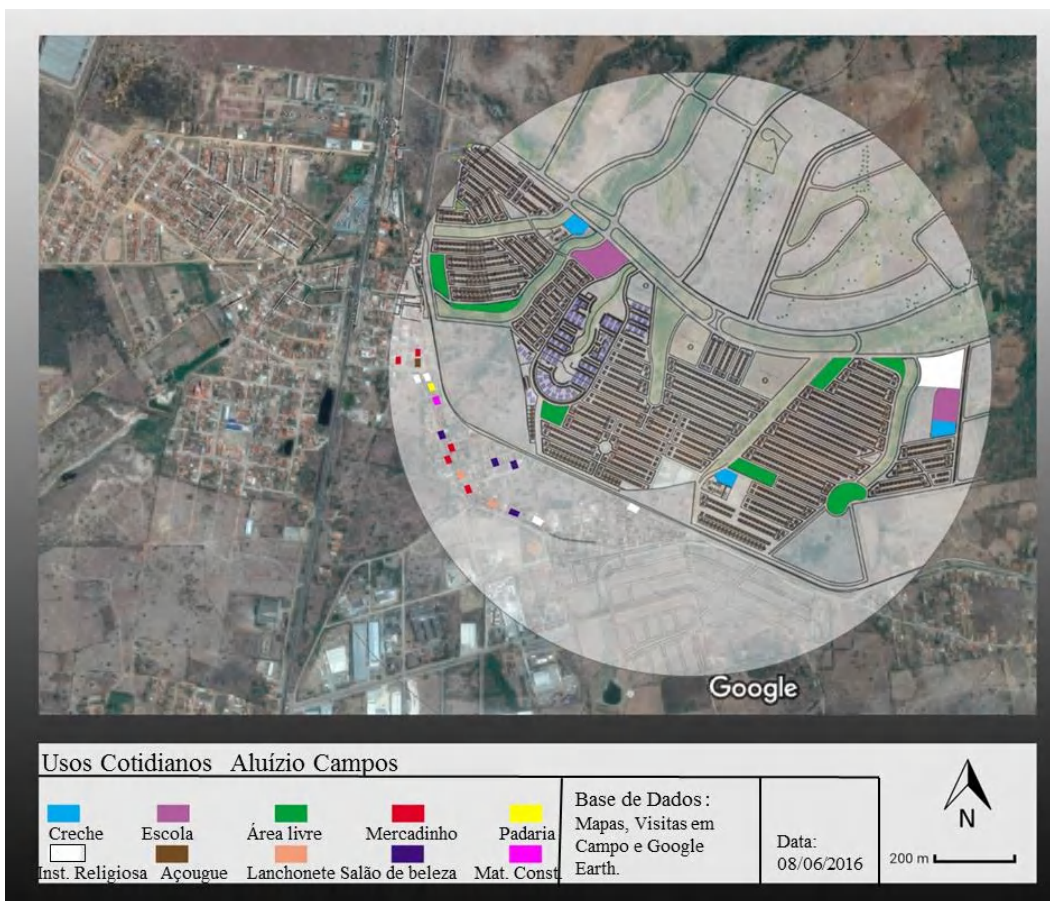 Google
Usos Cotidianos Aluízio Campos
Creche Escola Área livre Mercadinho Padaria
Inst. Religiosa Açougue Lanchonete Salão de beleza Mat. Const.
Base de Dados :
Mapas, Visitas em
Campo e Google
Earth.
Data:
08/06/2016
N
200 m